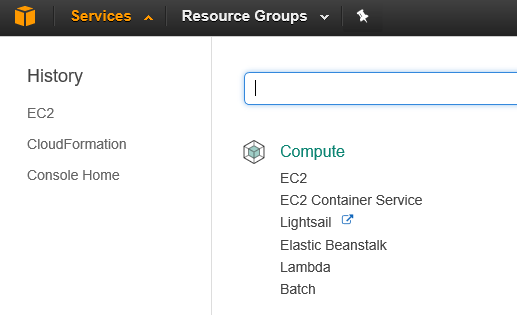 Services Resource Groups
History
EC2
CloudFormation
Console Home
Compute
EC2
EC2 Container Service
Lightsail
Elastic Beanstalk
Lambda
Batch